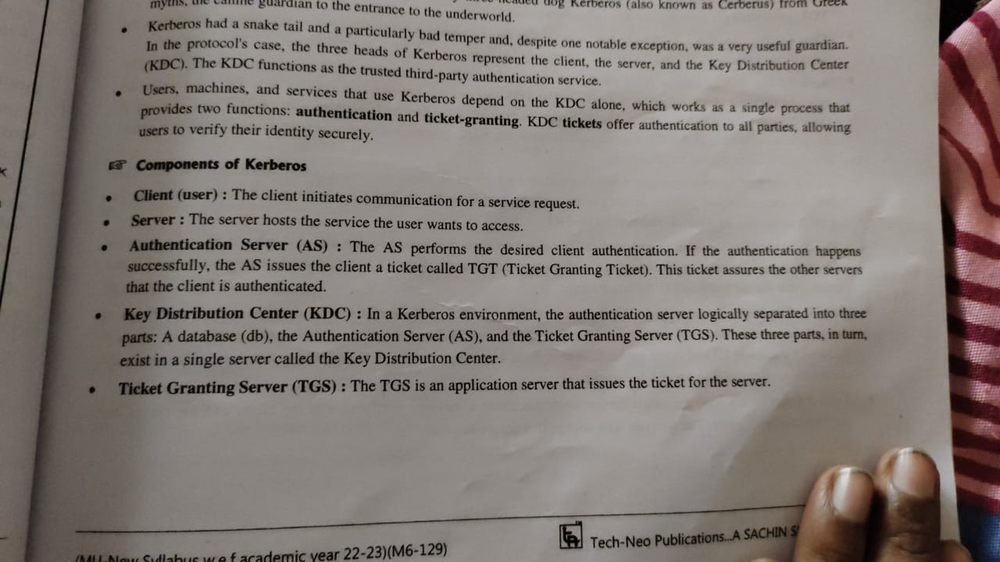 myths, the canine guardian to the entrance to the underworld. headed dog Kerberos (also known as Cerberus) from Greek
• Kerberos had a snake tail and a particularly bad temper and, despite one notable exception, was a very useful guardian.
In the protocol's case, the three heads of Kerberos represent the client, the server, and the Key Distribution Center
(KDC). The KDC functions as the trusted third-party authentication service.
• Users, machines, and services that use Kerberos depend on the KDC alone, which works as a single process that
provides two functions: authentication and ticket-granting. KDC tickets offer authentication to all parties, allowing
users to verify their identity securely.
☞ Components of Kerberos
• Client (user) : The client initiates communication for a service request.
• Server : The server hosts the service the user wants to access.
• Authentication Server (AS) : The AS performs the desired client authentication. If the authentication happens
successfully, the AS issues the client a ticket called TGT (Ticket Granting Ticket). This ticket assures the other servers
that the client is authenticated.
• Key Distribution Center (KDC) : In a Kerberos environment, the authentication server logically separated into three
parts: A database (db), the Authentication Server (AS), and the Ticket Granting Server (TGS). These three parts, in turn,
exist in a single server called the Key Distribution Center.
• Ticket Granting Server (TGS) : The TGS is an application server that issues the ticket for the server.
(MU-New Syllabus w.e.f academic year 22-23)(M6-129)
Tech-Neo Publications...A SACHIN